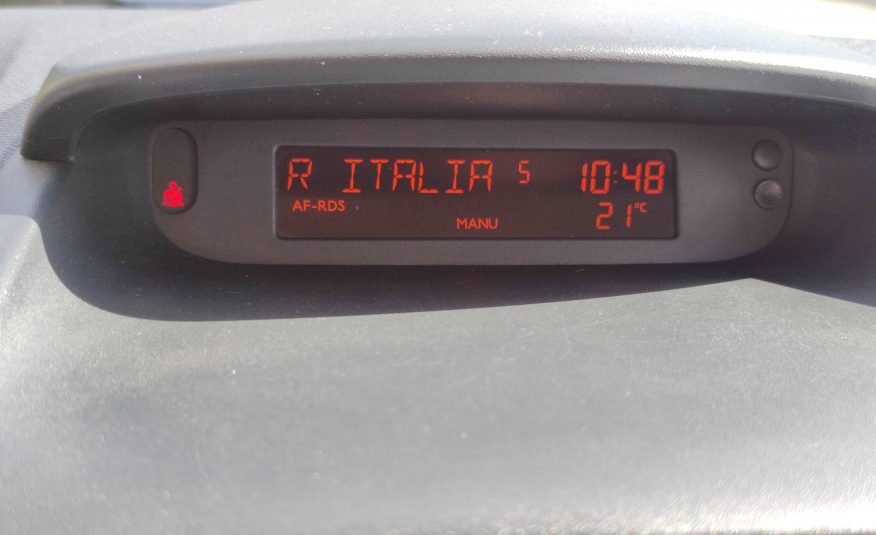 R ITALIA 5 10:48
AF-RDS 21°C
MANU